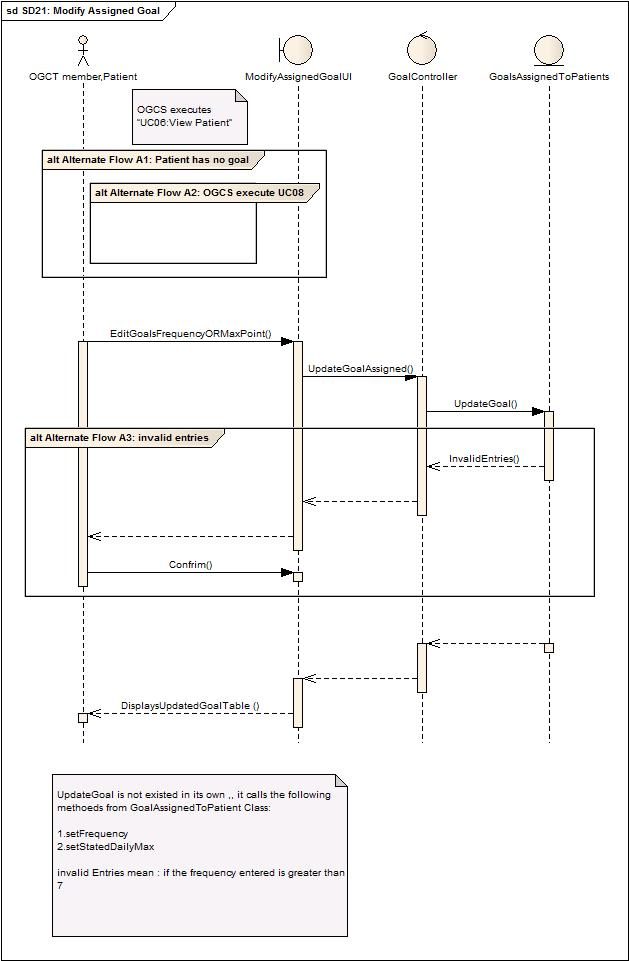 sd SD21: Modify Assigned Goal
OGCT member,Patient
ModifyAssignedGoalUI
GoalController
GoalsAssignedToPatients
OGCS executes
"UC06:View Patient"
alt Alternate Flow A1: Patient has no goal
alt Alternate Flow A2: OGCS execute UC08
EditGoalsFrequencyORMaxPoint()
UpdateGoalAssigned()
UpdateGoal()
alt Alternate Flow A3: invalid entries
InvalidEntries()
Confrim()
DisplaysUpdatedGoalTable ()
UpdateGoal is not existed in its own ,, it calls the following
methoeds from GoalAssignedToPatient Class:
1.setFrequency
2.setStatedDailyMax
invalid Entries mean : if the frequency entered is greater than
7